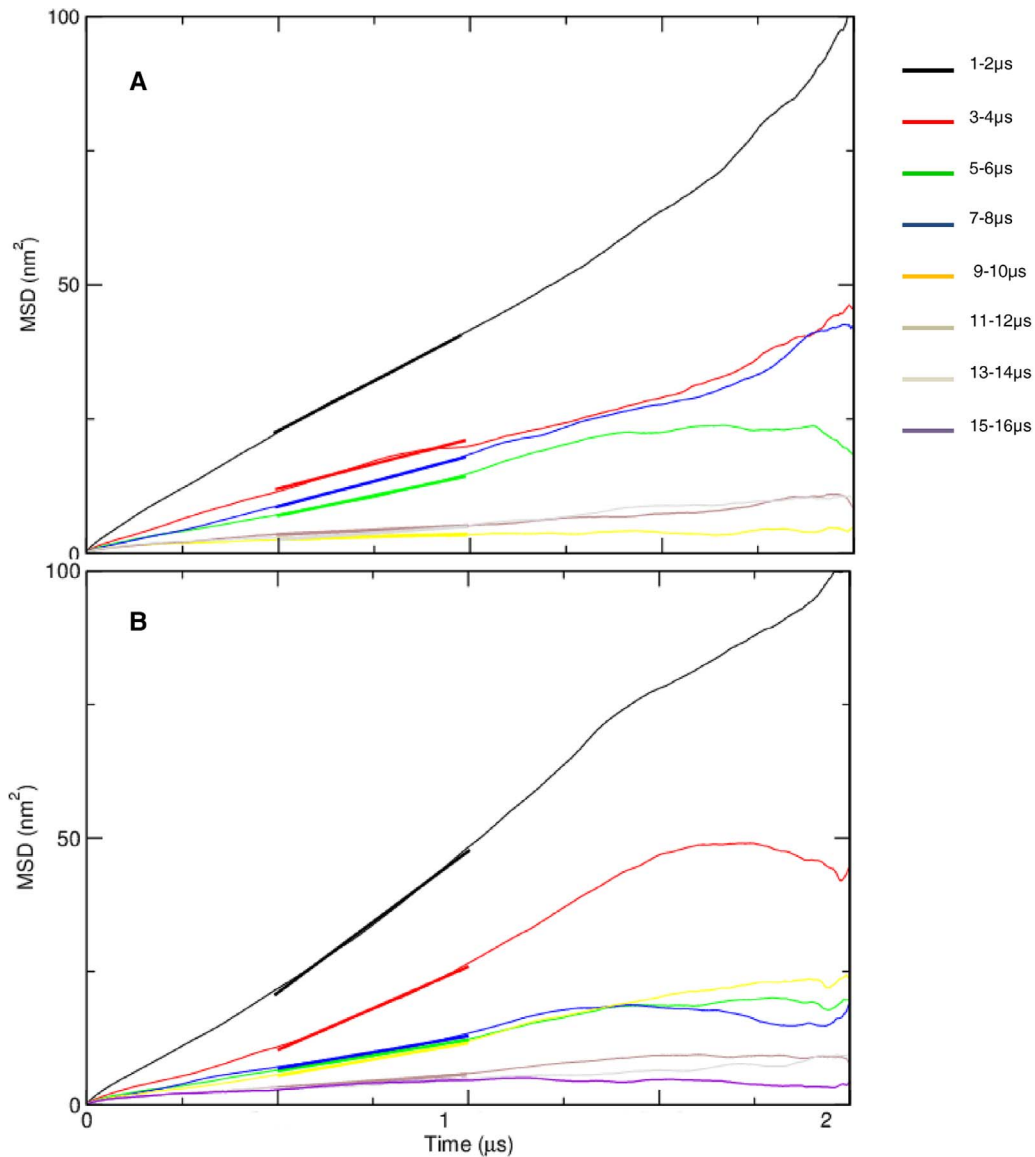 100
A
50
0
MSD (nm²)
1-2µs
3-4µs
5-6µs
7-8µs
9-10µs
11-12µs
13-14µs
15-16µs
100
B
50
0
MSD (nm²)
0
1
2
Time (µs)